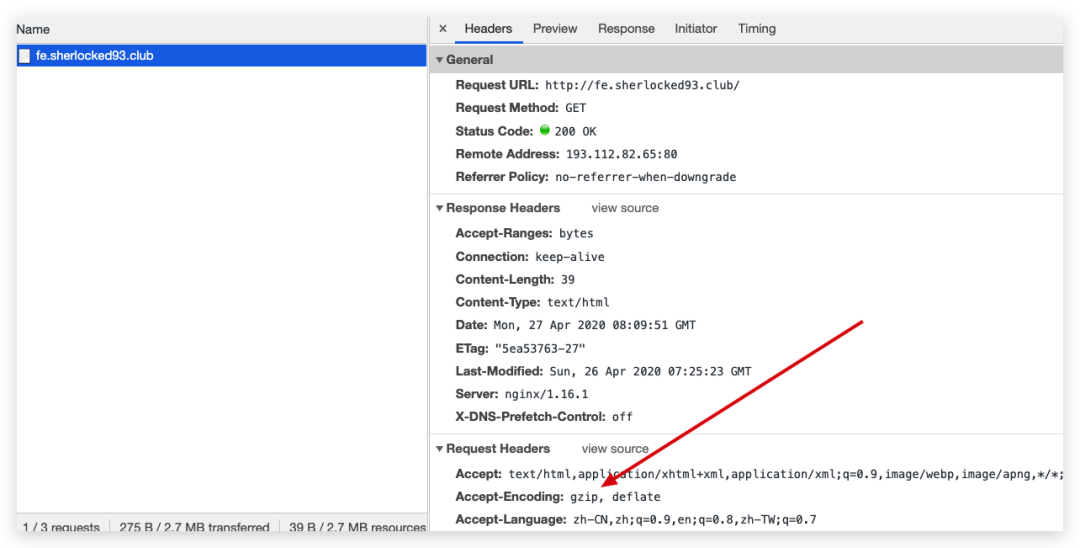 Name
fe.sherlocked93.club
1 / 3 requests 275 B / 2.7 MB transferred 39 B / 2.7 MB resources
× Headers Preview Response Initiator Timing
▼ General
Request URL: http://fe.sherlocked93.club/
Request Method: GET
Status Code: 200 OK
Remote Address: 193.112.82.65:80
Referrer Policy: no-referrer-when-downgrade
▼ Response Headers view source
Accept-Ranges: bytes
Connection: keep-alive
Content-Length: 39
Content-Type: text/html
Date: Mon, 27 Apr 2020 08:09:51 GMT
ETag: "5ea53763-27"
Last-Modified: Sun, 26 Apr 2020 07:25:23 GMT
Server: nginx/1.16.1
X-DNS-Prefetch-Control: off
▼ Request Headers view source
Accept: text/html,application/xhtml+xml,application/xml;q=0.9,image/webp,image/apng,*/*;
Accept-Encoding: gzip, deflate
Accept-Language: zh-CN,zh;q=0.9,en;q=0.8,zh-TW;q=0.7